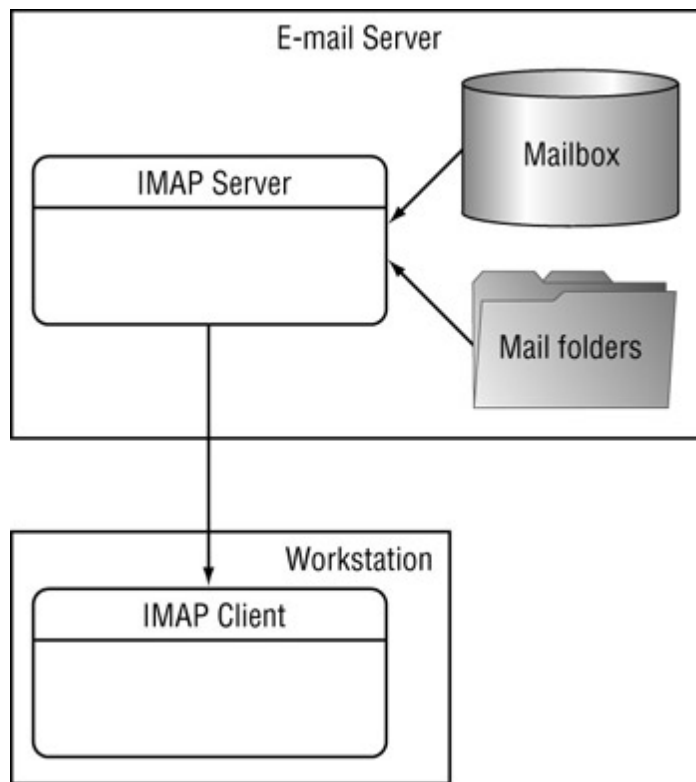 E-mail Server
Mailbox
IMAP Server
Mail folders
Workstation
IMAP Client